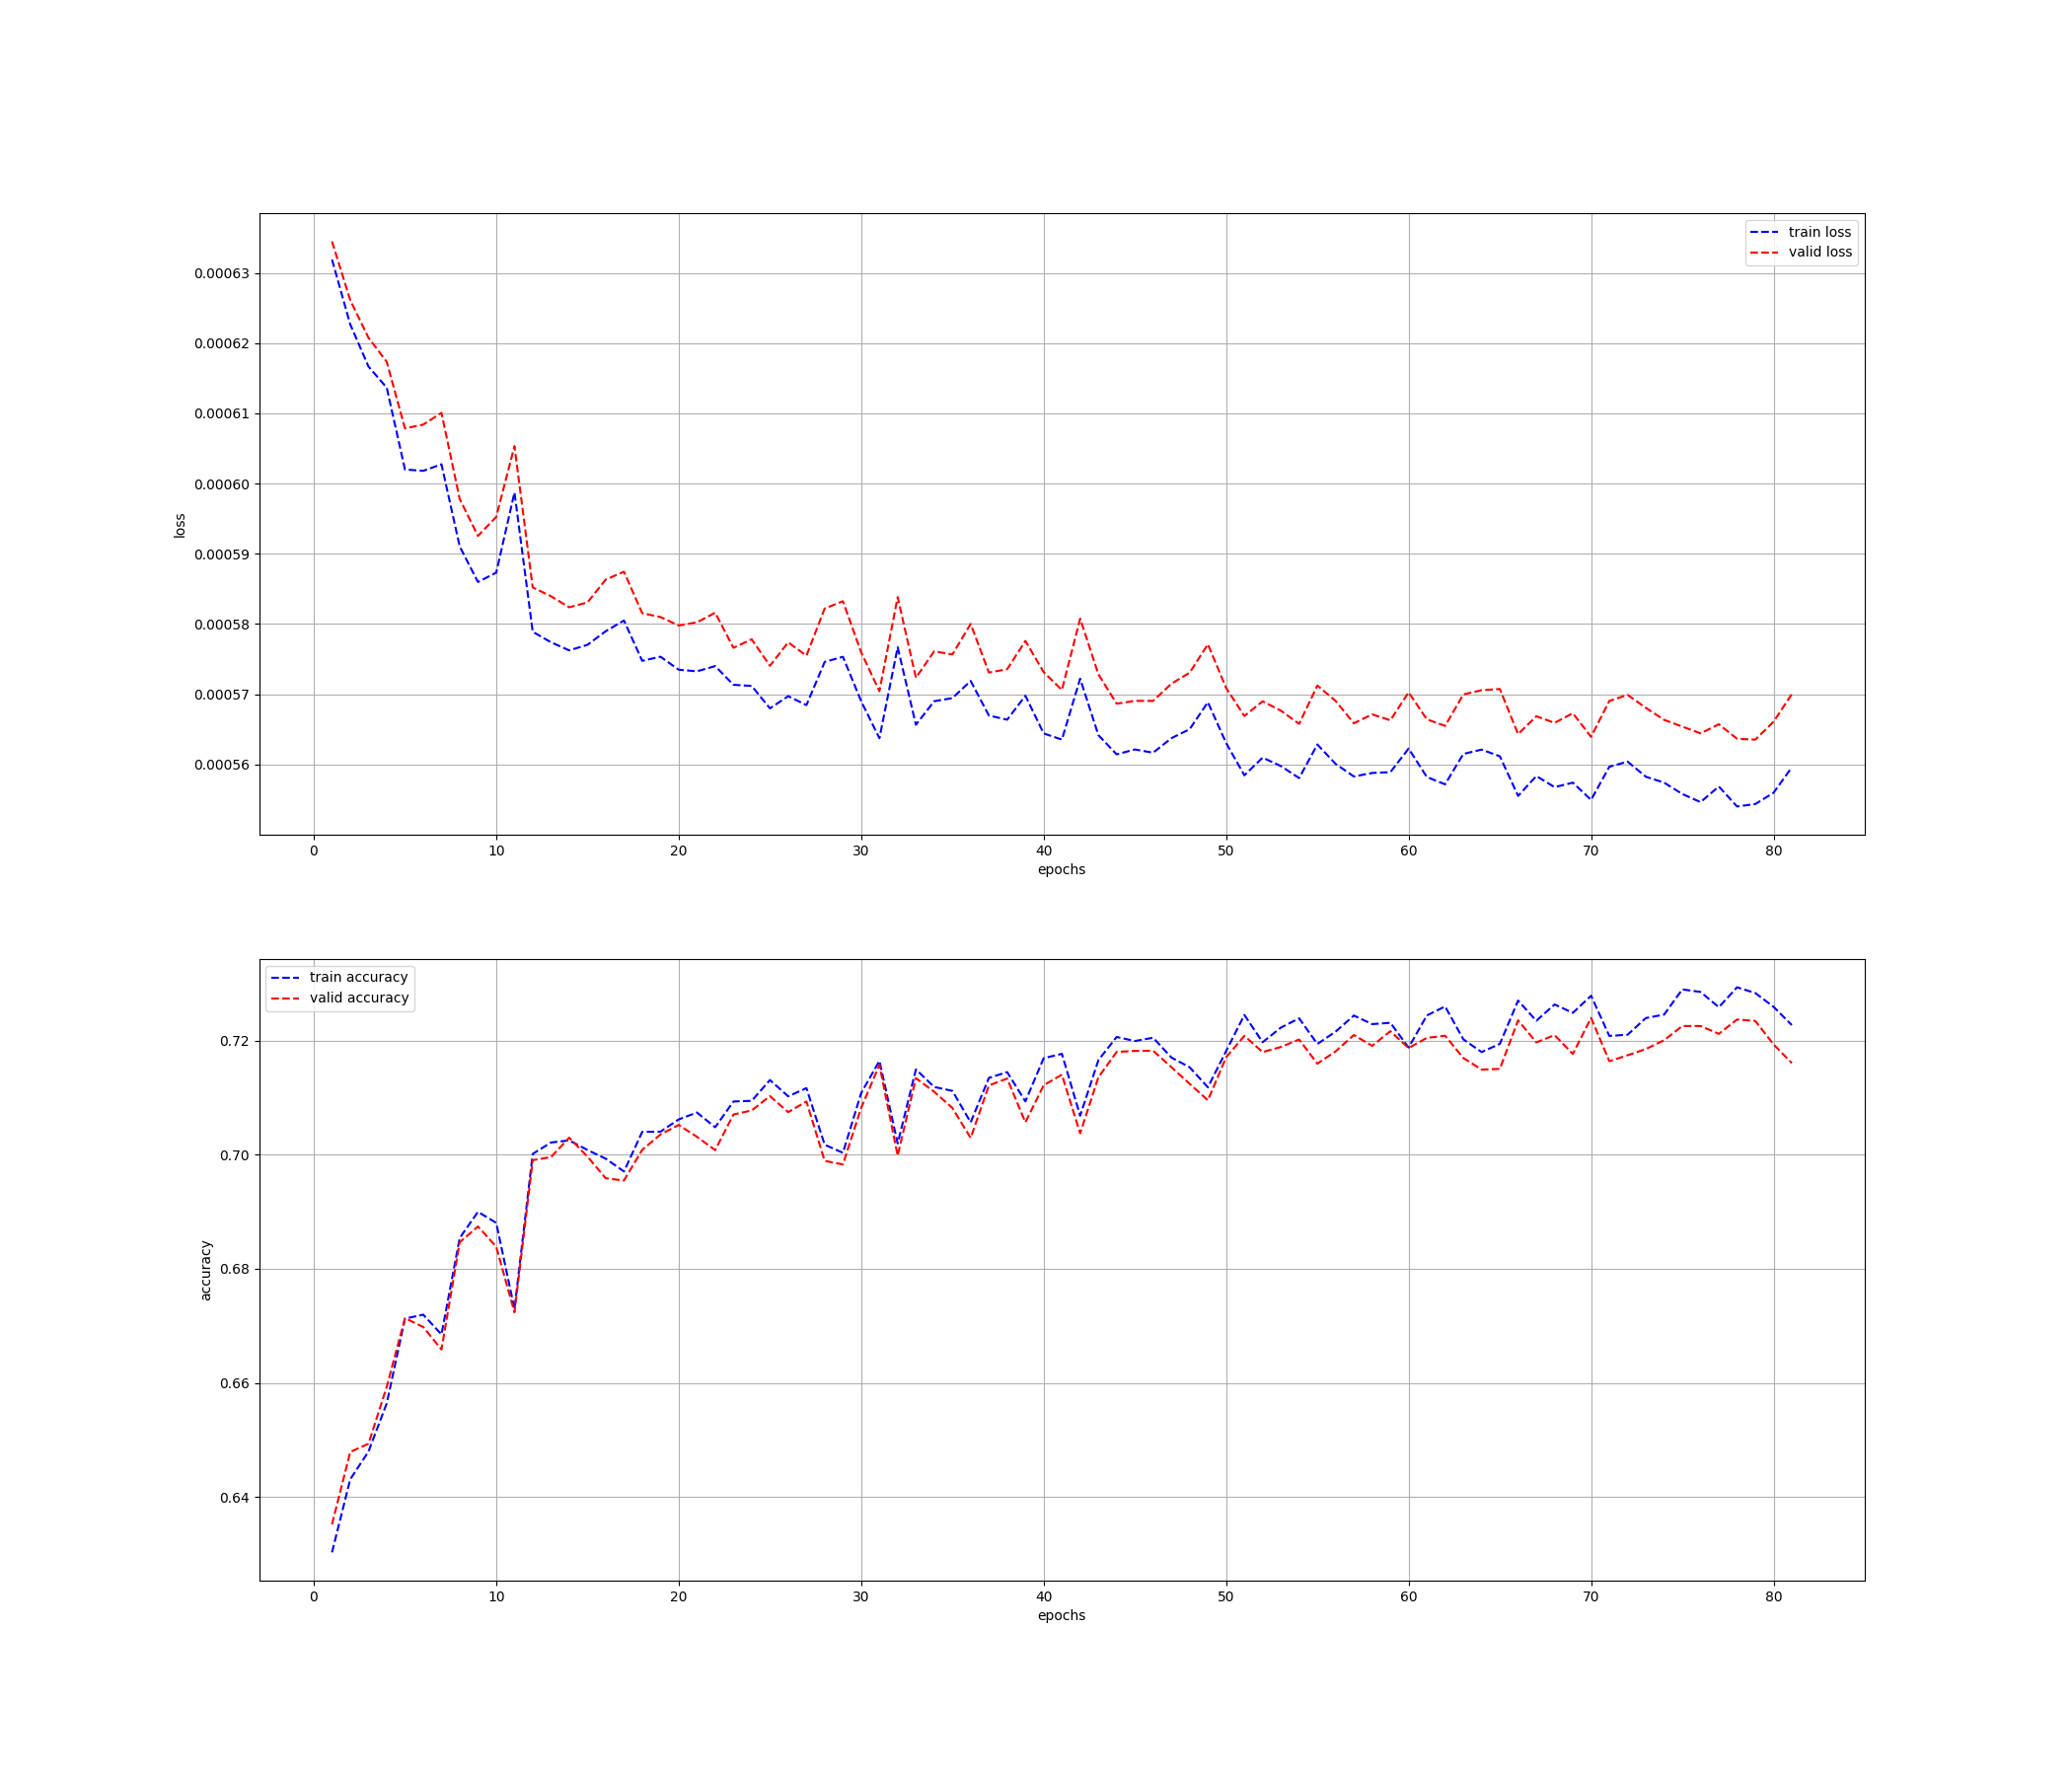 train loss
valid loss
0.00063
0.00062
0.00061
0.00060
0.00059
0.00058
0.00057
0.00056
loss
0 10 20 30 40 50 60 70 80
epochs
train accuracy
valid accuracy
0.72
0.70
0.68
0.66
0.64
accuracy
0 10 20 30 40 50 60 70 80
epochs